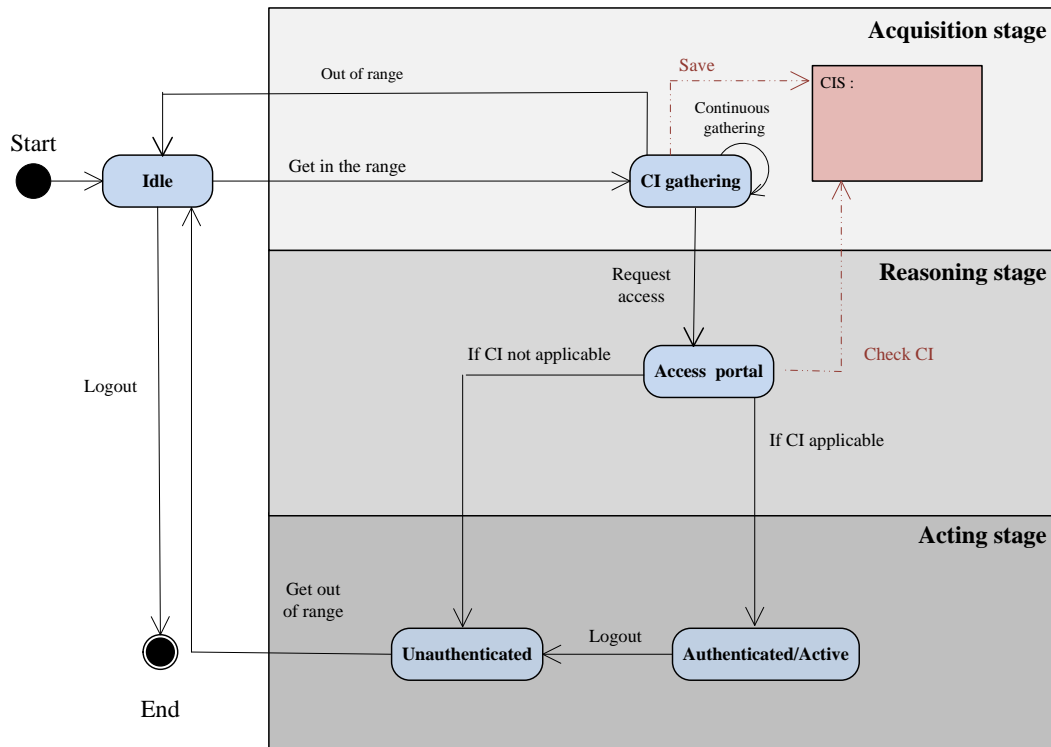 Acquisition stage
Out of range
Save
CIS :
Continuous
gathering
Start
Get in the range
Idle
CI gathering
Request
access
Reasoning stage
If CI not applicable
Check CI
Access portal
Logout
If CI applicable
Acting stage
Get out
of range
Logout
Unauthenticated
Authenticated/Active
End